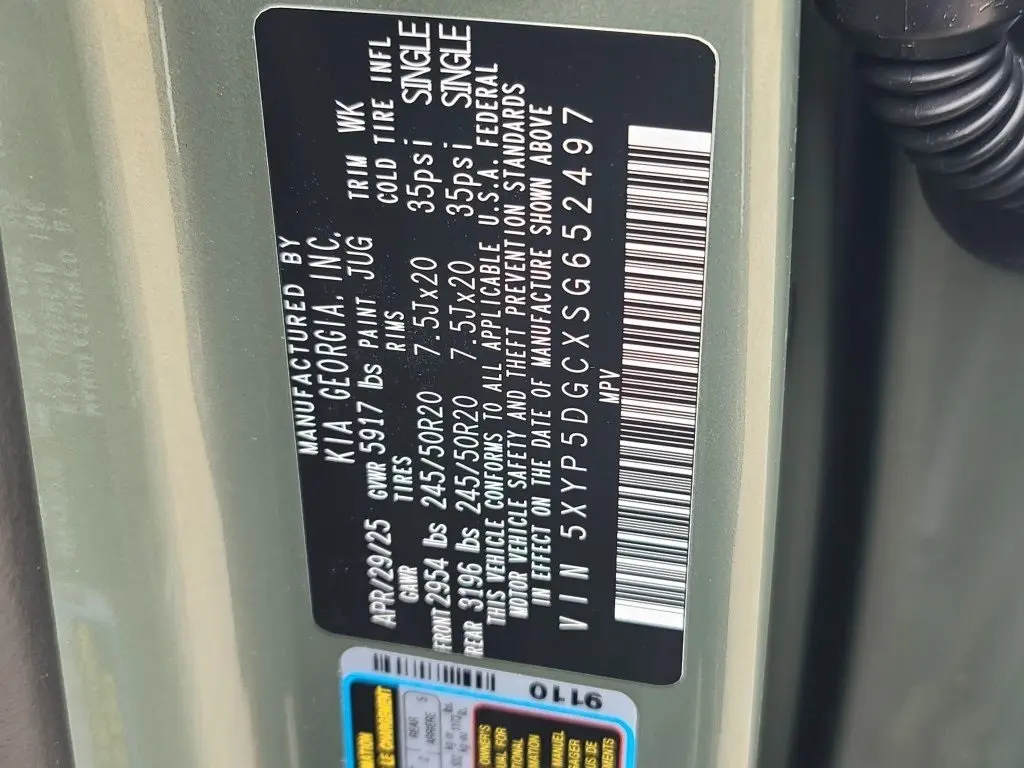 MANUFACTURED BY
KIA GEORGIA, INC.
APR/29/25 GVWR 5917 lbs PAINT JUG TRIM WK
GAWR TIRES RIMS COLD TIRE INFL
FRONT 2954 lbs 245/50R20 7.5Jx20 35psi SINGLE
REAR 3196 lbs 245/50R20 7.5Jx20 35psi SINGLE
THIS VEHICLE CONFORMS TO ALL APPLICABLE U.S.A. FEDERAL
MOTOR VEHICLE SAFETY AND THEFT PREVENTION STANDARDS
IN EFFECT ON THE DATE OF MANUFACTURE SHOWN ABOVE
VIN 5XYP5DGCXSG652497
MPV
9110
REAR
ARRIERE
5